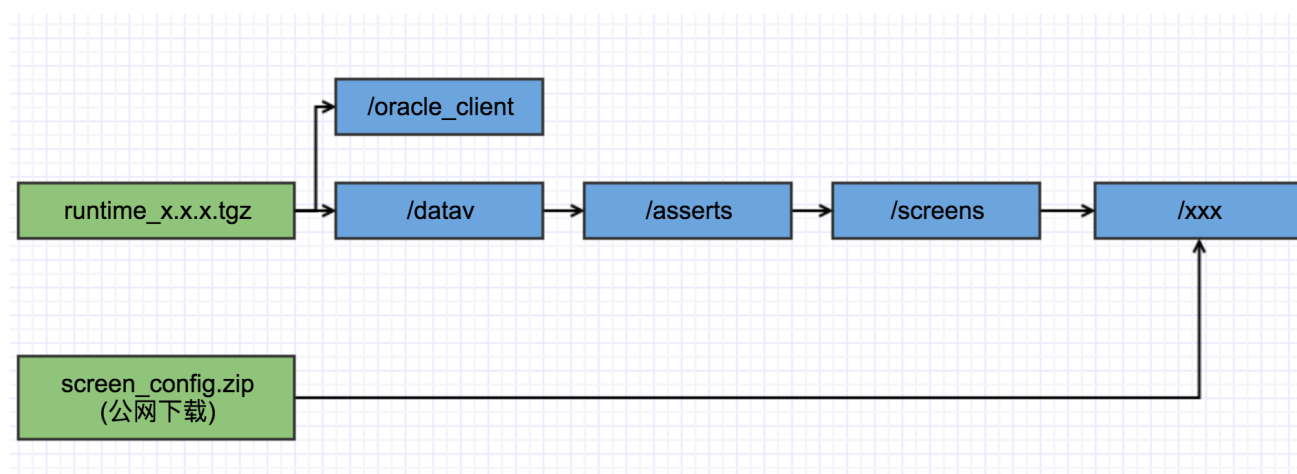 /oracle_client
runtime_x.x.x.tgz
/datav
/asserts
/screens
/xxx
screen_config.zip
(公网下载)